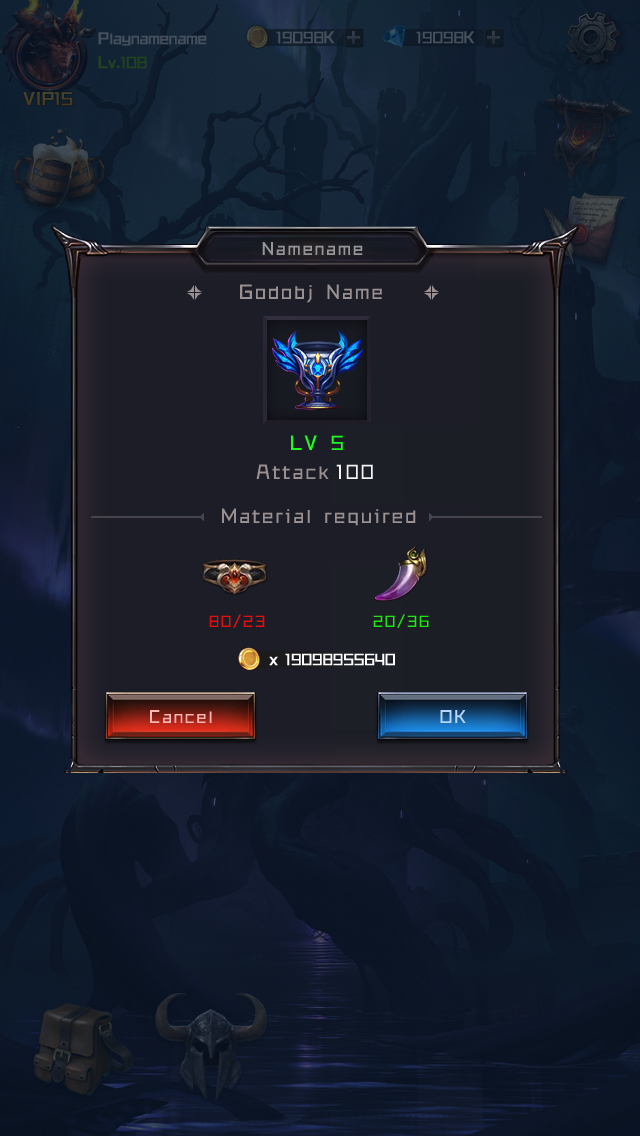 Playnamename
19098K
19098K
Lv.108
VIP15
Namename
Godobj Name
LV 5
Attack 100
Material required
80/23
20/36
x 19098955640
Cancel
OK